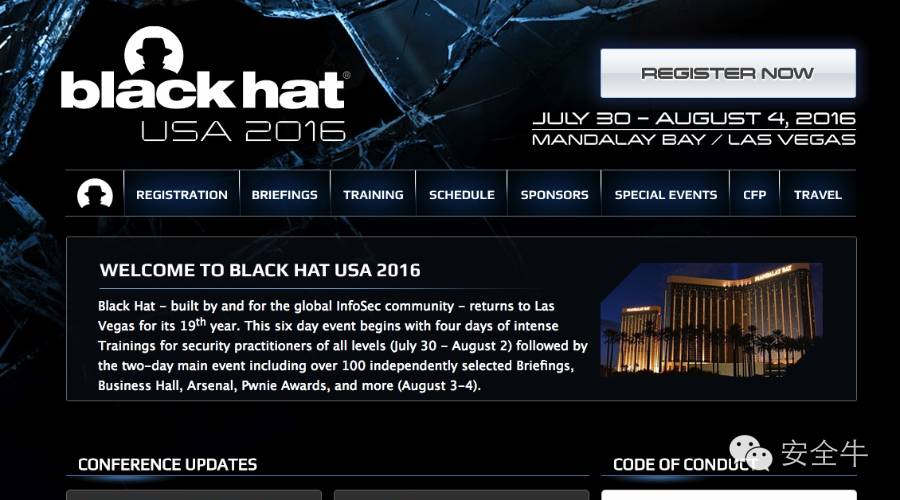 black hat®
USA 2016
REGISTER NOW
JULY 30 - AUGUST 4, 2016
MANDALAY BAY / LAS VEGAS
REGISTRATION
BRIEFINGS
TRAINING
SCHEDULE
SPONSORS
SPECIAL EVENTS
CFP
TRAVEL
WELCOME TO BLACK HAT USA 2016
Black Hat - built by and for the global InfoSec community - returns to Las
Vegas for its 19th year. This six day event begins with four days of intense
Trainings for security practitioners of all levels (July 30 - August 2) followed by
the two-day main event including over 100 independently selected Briefings,
Business Hall, Arsenal, Pwnie Awards, and more (August 3-4).
MANDALAY BAY
CONFERENCE UPDATES
CODE OF CONDUCT
安全牛